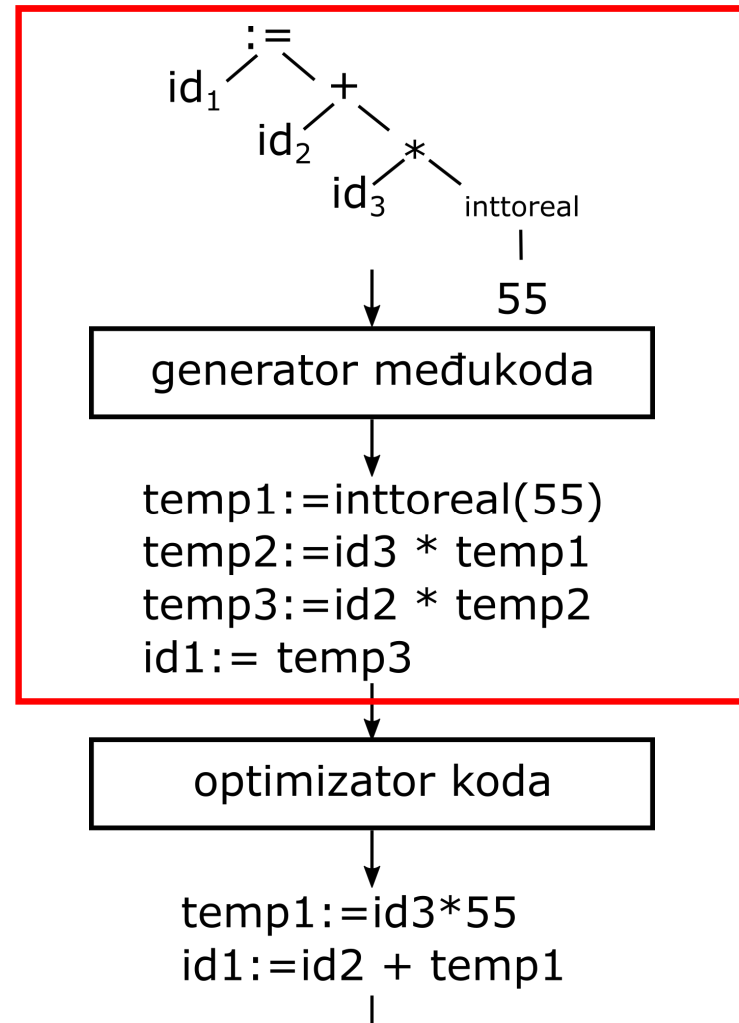 :=
id₁ +
id₂ *
id₃ inttoreal
55
generator međukoda
temp1:=inttoreal(55)
temp2:=id3 * temp1
temp3:=id2 * temp2
id1:= temp3
optimizator koda
temp1:=id3*55
id1:=id2 + temp1